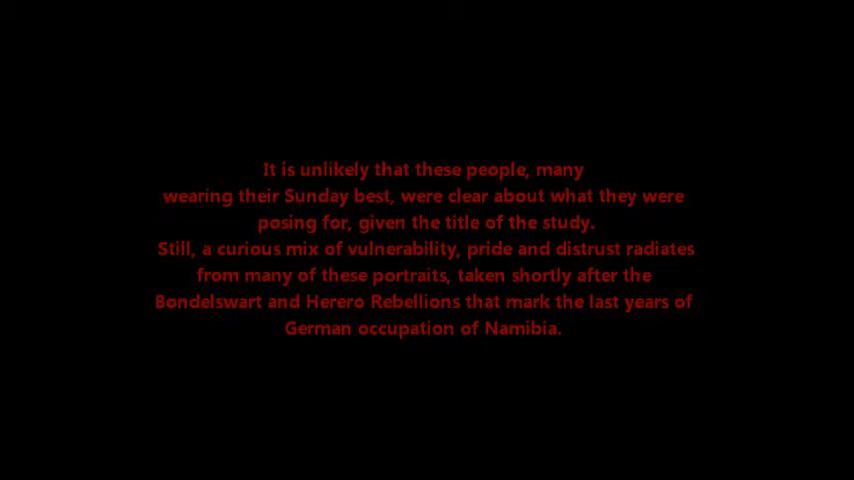 It is unlikely that these people, many
wearing their Sunday best, were clear about what they were
posing for, given the title of the study.
Still, a curious mix of vulnerability, pride and distrust radiates
from many of these portraits, taken shortly after the
Bondelswart and Herero Rebellions that mark the last years of
German occupation of Namibia.